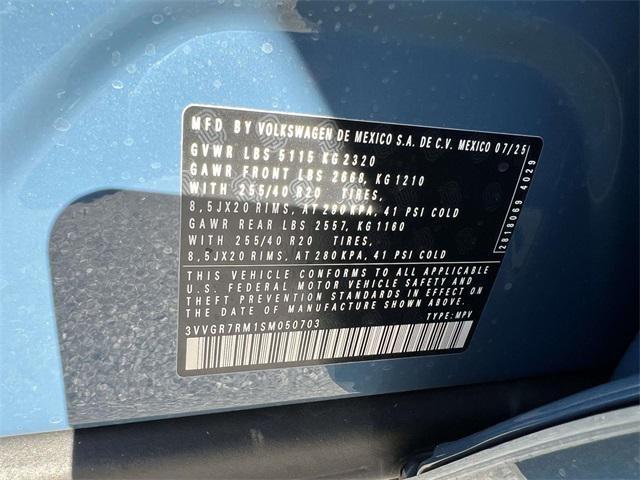 MFD BY VOLKSWAGEN DE MEXICO S.A. DE C.V. MEXICO 07/25
GVWR LBS 5115 KG 2320
GAWR FRONT LBS 2668, KG 1210
WITH 255/40 R20 TIRES,
8,5JX20 RIMS, AT 280 KPA, 41 PSI COLD
GAWR REAR LBS 2557, KG 1160
WITH 255/40 R20 TIRES,
8,5JX20 RIMS, AT 280 KPA, 41 PSI COLD
THIS VEHICLE CONFORMS TO ALL APPLICABLE
U.S. FEDERAL MOTOR VEHICLE SAFETY AND
THEFT PREVENTION STANDARDS IN EFFECT ON
THE DATE OF MANUFACTURE SHOWN ABOVE.
3VVGR7RM1SM050703 TYPE: MPV
2818069 4029